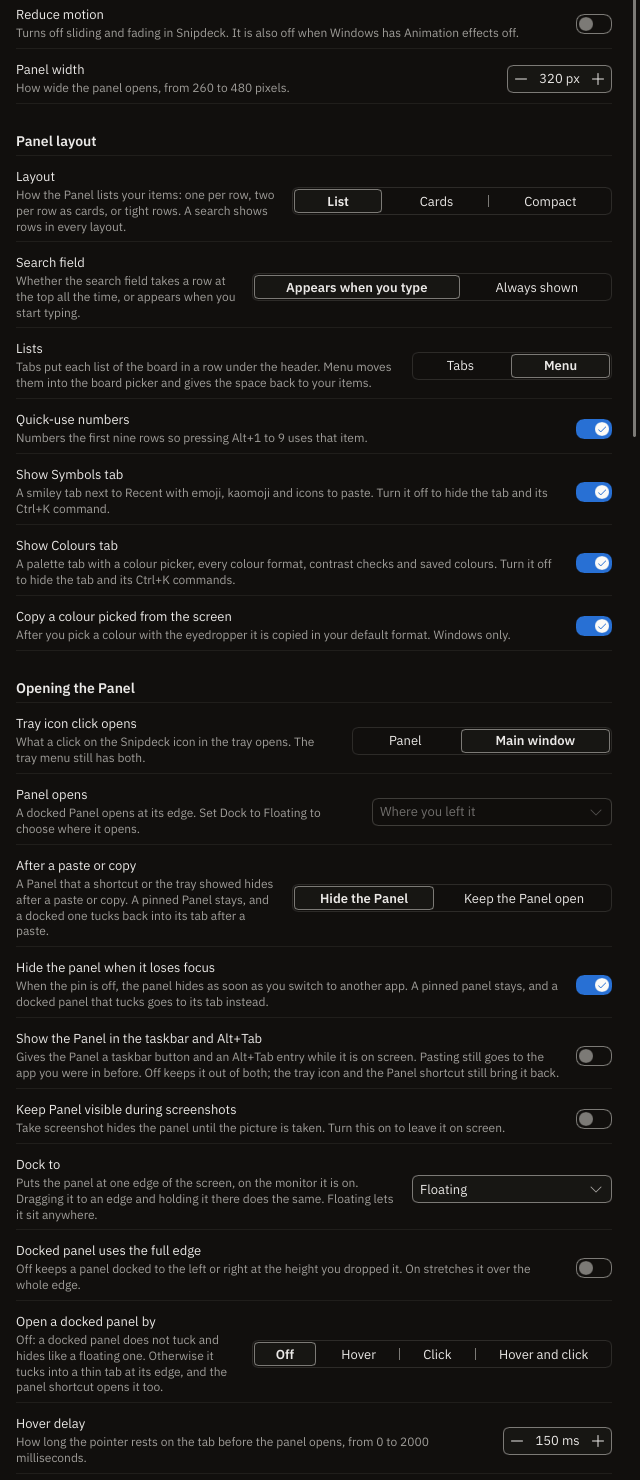 Reduce motion
Turns off sliding and fading in Snipdeck. It is also off when Windows has Animation effects off.
Panel width
How wide the panel opens, from 260 to 480 pixels.
320 px
Panel layout
Layout
How the Panel lists your items: one per row, two
per row as cards, or tight rows. A search shows
rows in every layout.
List Cards Compact
Search field
Whether the search field takes a row at
the top all the time, or appears when you
start typing.
Appears when you type Always shown
Lists
Tabs put each list of the board in a row under the header. Menu moves
them into the board picker and gives the space back to your items.
Tabs Menu
Quick-use numbers
Numbers the first nine rows so pressing Alt+1 to 9 uses that item.
Show Symbols tab
A smiley tab next to Recent with emoji, kaomoji and icons to paste. Turn it off to hide the tab and its
Ctrl+K command.
Show Colours tab
A palette tab with a colour picker, every colour format, contrast checks and saved colours. Turn it off
to hide the tab and its Ctrl+K commands.
Copy a colour picked from the screen
After you pick a colour with the eyedropper it is copied in your default format. Windows only.
Opening the Panel
Tray icon click opens
What a click on the Snipdeck icon in the tray opens. The
tray menu still has both.
Panel Main window
Panel opens
A docked Panel opens at its edge. Set Dock to Floating to
choose where it opens.
Where you left it
After a paste or copy
A Panel that a shortcut or the tray showed hides
after a paste or copy. A pinned Panel stays, and
a docked one tucks back into its tab after a
paste.
Hide the Panel Keep the Panel open
Hide the panel when it loses focus
When the pin is off, the panel hides as soon as you switch to another app. A pinned panel stays, and a
docked panel that tucks goes to its tab instead.
Show the Panel in the taskbar and Alt+Tab
Gives the Panel a taskbar button and an Alt+Tab entry while it is on screen. Pasting still goes to the
app you were in before. Off keeps it out of both; the tray icon and the Panel shortcut still bring it back.
Keep Panel visible during screenshots
Take screenshot hides the panel until the picture is taken. Turn this on to leave it on screen.
Dock to
Puts the panel at one edge of the screen, on the monitor it is on.
Dragging it to an edge and holding it there does the same. Floating lets
it sit anywhere.
Floating
Docked panel uses the full edge
Off keeps a panel docked to the left or right at the height you dropped it. On stretches it over the
whole edge.
Open a docked panel by
Off: a docked panel does not tuck and
hides like a floating one. Otherwise it
tucks into a thin tab at its edge, and the
panel shortcut opens it too.
Off Hover Click Hover and click
Hover delay
How long the pointer rests on the tab before the panel opens, from 0 to 2000
milliseconds.
150 ms